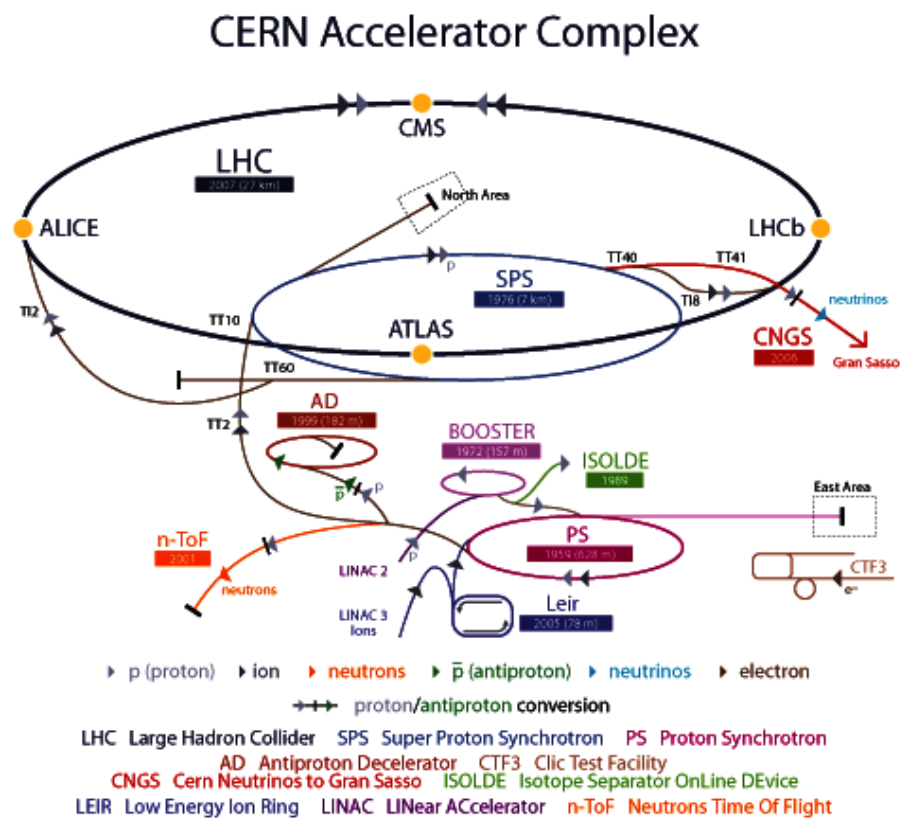 CERN Accelerator Complex
CMS
LHC
2007 (27 km)
North Area
ALICE
LHCb
p
TT40
TT41
SPS
1976 (7 km)
TI8
neutrinos
TI2
TT10
ATLAS
CNGS
2006
Gran Sasso
TT60
AD
1999 (182 m)
TT2
BOOSTER
1972 (157 m)
ISOLDE
1989
p̅
p
East Area
n-ToF
2001
PS
1959 (628 m)
p
LINAC 2
neutrons
CTF3
e-
LINAC 3
Ions
Leir
2005 (78 m)
p (proton) ion neutrons p̅ (antiproton) neutrinos electron
proton/antiproton conversion
LHC Large Hadron Collider SPS Super Proton Synchrotron PS Proton Synchrotron
AD Antiproton Decelerator CTF3 Clic Test Facility
CNGS Cern Neutrinos to Gran Sasso ISOLDE Isotope Separator OnLine DEvice
LEIR Low Energy Ion Ring LINAC LINear ACcelerator n-ToF Neutrons Time Of Flight